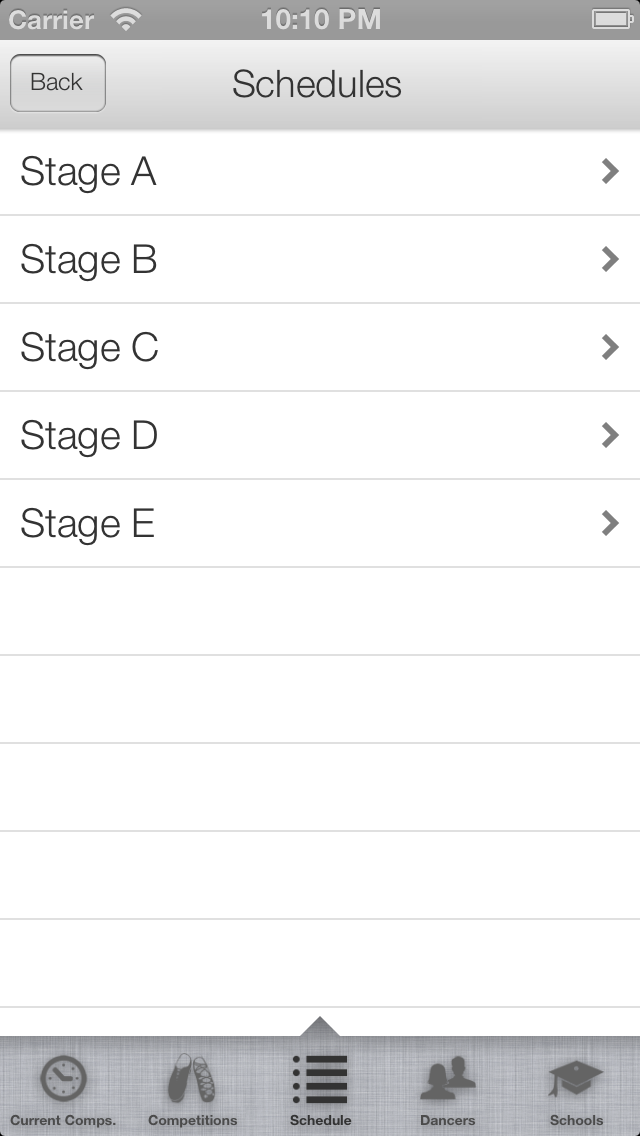 Carrier 10:10 PM
Back Schedules
Stage A
Stage B
Stage C
Stage D
Stage E
Current Comps. Competitions Schedule Dancers Schools